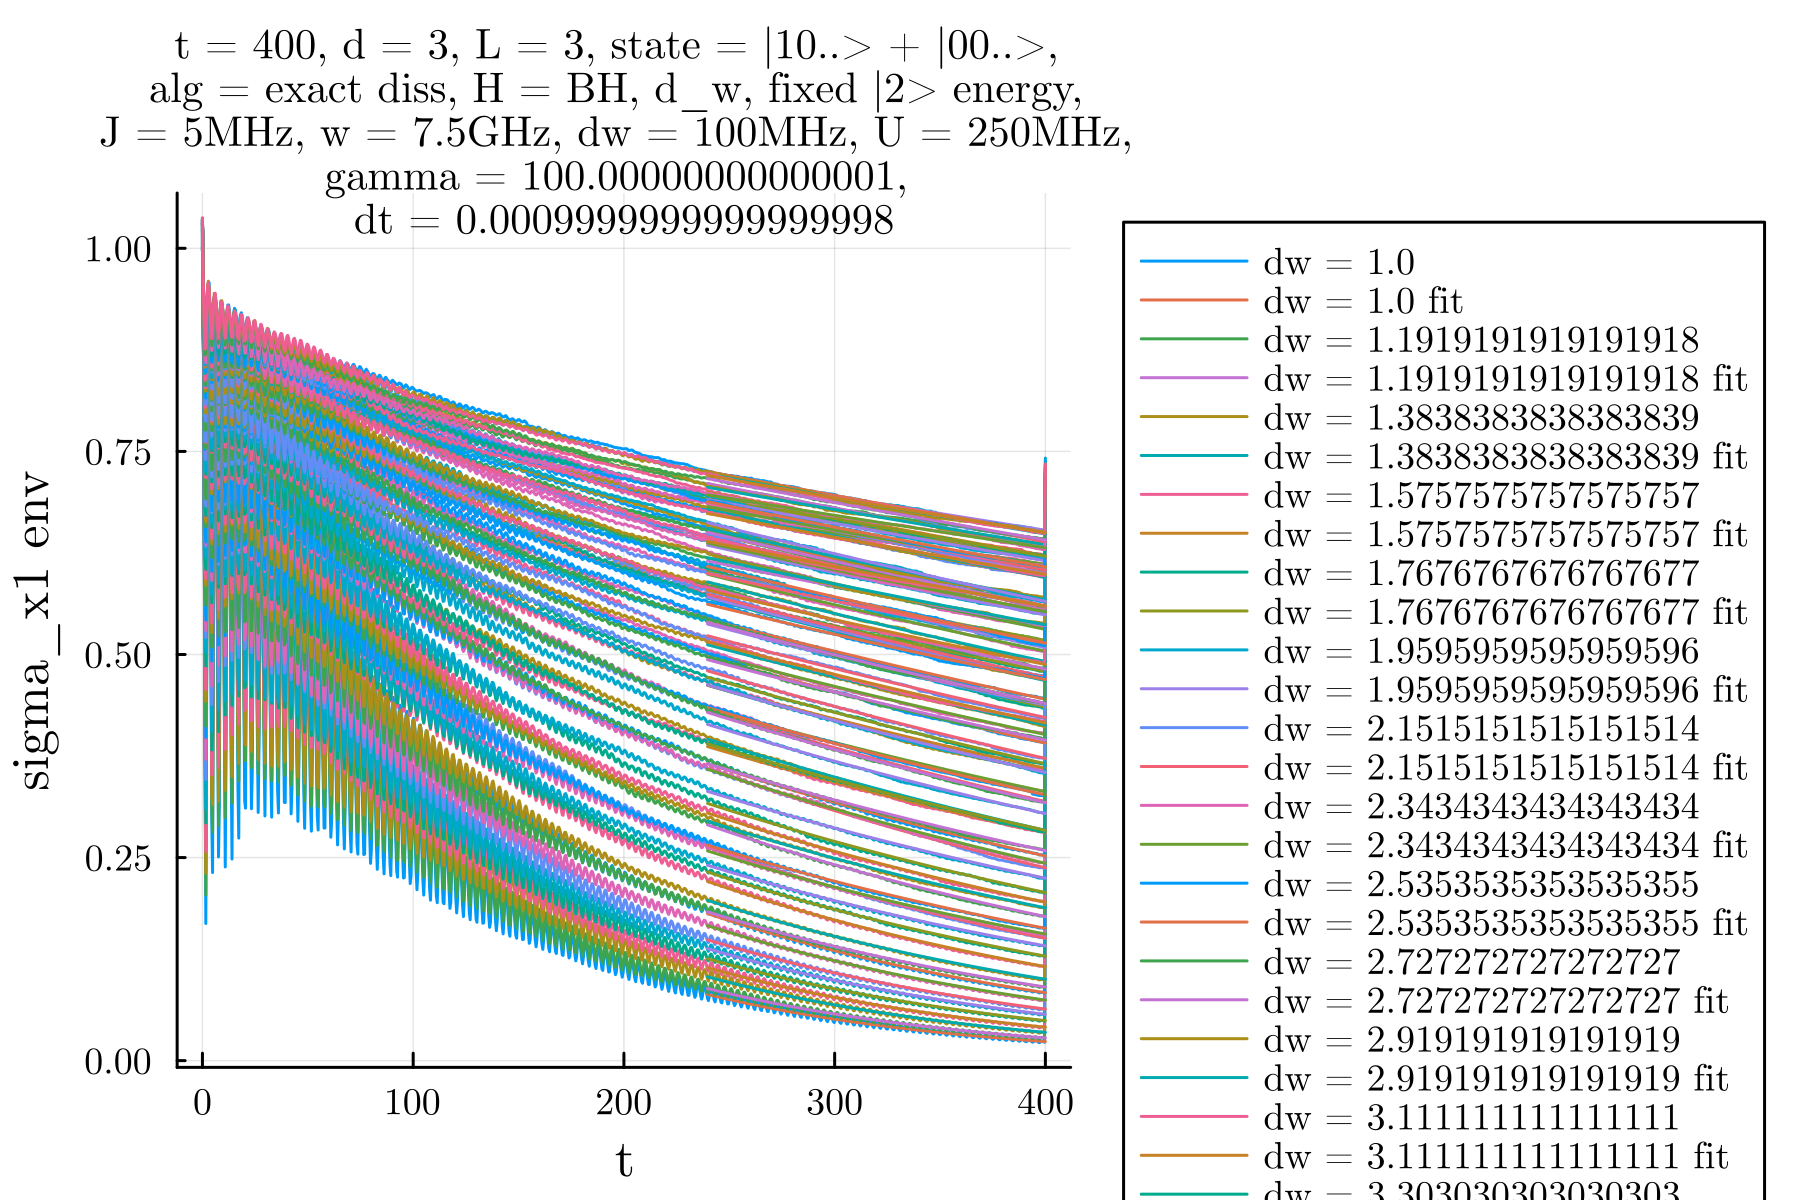 t = 400, d = 3, L = 3, state = |10..> + |00..>,
alg = exact diss, H = BH, d_w, fixed |2> energy,
J = 5MHz, w = 7.5GHz, dw = 100MHz, U = 250MHz,
gamma = 100.00000000000001,
dt = 0.0009999999999999998
1.00
0.75
0.50
0.25
0.00
sigma_x1 env
0 100 200 300 400
t
dw = 1.0
dw = 1.0 fit
dw = 1.1919191919191918
dw = 1.1919191919191918 fit
dw = 1.3838383838383839
dw = 1.3838383838383839 fit
dw = 1.5757575757575757
dw = 1.5757575757575757 fit
dw = 1.7676767676767677
dw = 1.7676767676767677 fit
dw = 1.9595959595959596
dw = 1.9595959595959596 fit
dw = 2.1515151515151514
dw = 2.1515151515151514 fit
dw = 2.3434343434343434
dw = 2.3434343434343434 fit
dw = 2.5353535353535355
dw = 2.5353535353535355 fit
dw = 2.727272727272727
dw = 2.727272727272727 fit
dw = 2.919191919191919
dw = 2.919191919191919 fit
dw = 3.111111111111111
dw = 3.111111111111111 fit
dw = 3.303030303030303